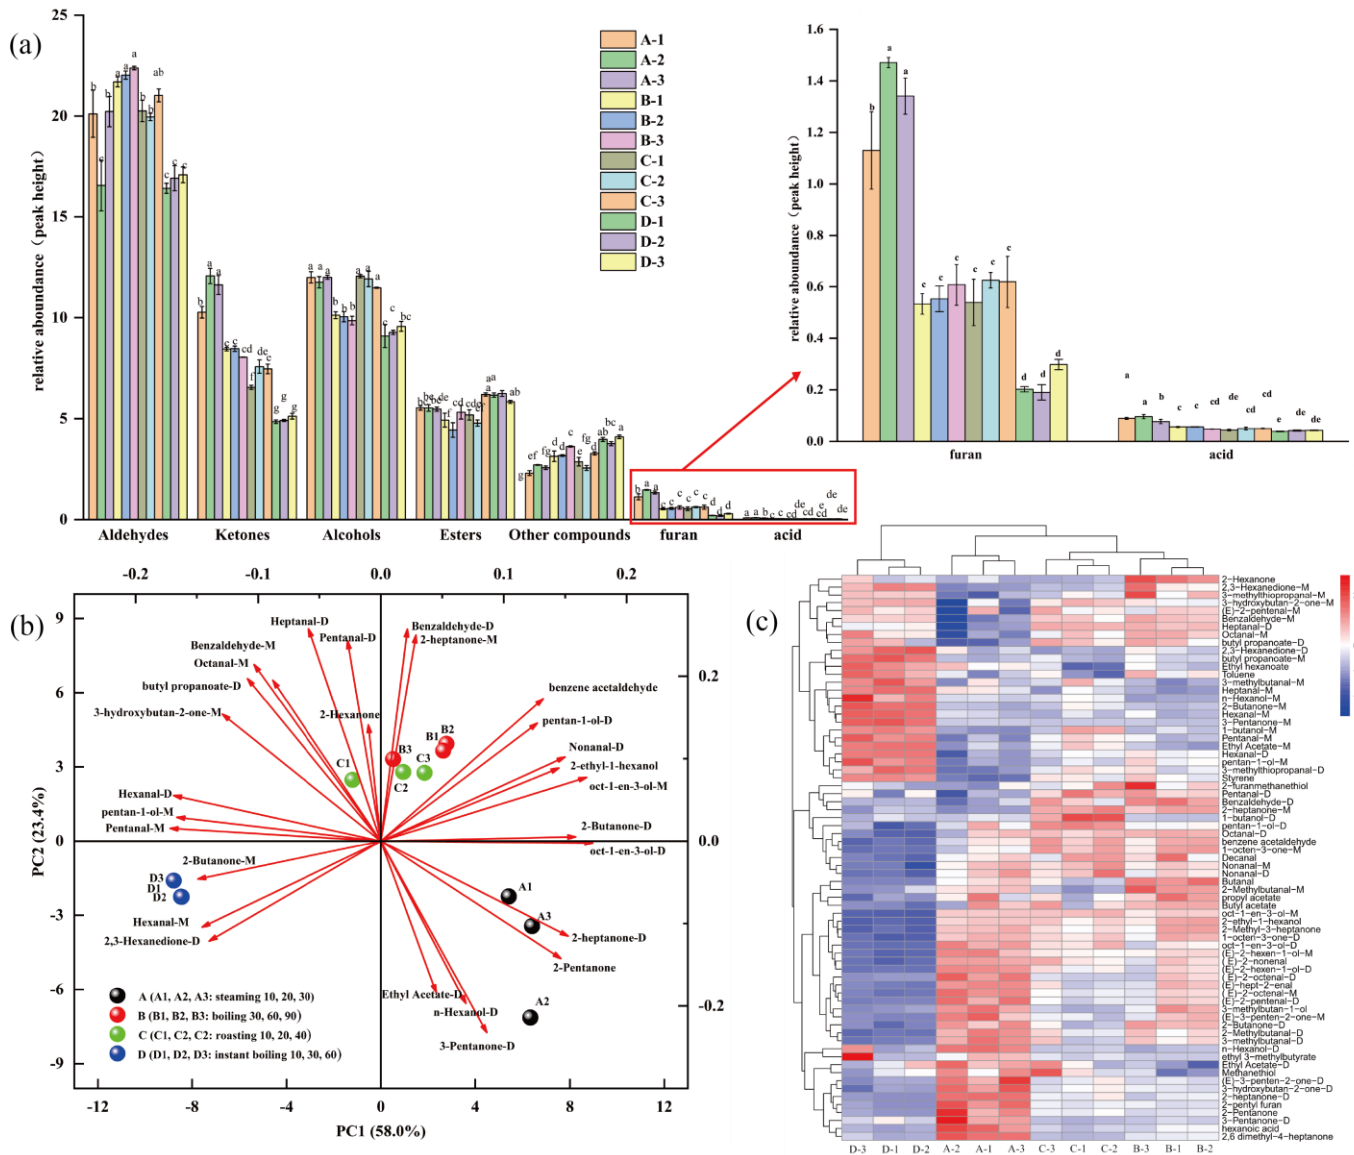 (a)
25
20
15
10
5
0
relative aboundance (peak height)
Aldehydes
Ketones
Alcohols
Esters
Other compounds
furan
acid
A-1
A-2
A-3
B-1
B-2
B-3
C-1
C-2
C-3
D-1
D-2
D-3
1.6
1.4
1.2
1.0
0.8
0.6
0.4
0.2
0.0
relative aboundance (peak height)
furan
acid
(b)
-0.2
-0.1
0.0
0.1
0.2
9
6
3
0
-3
-6
-9
PC2 (23.4%)
0.2
0.0
-0.2
-12
-8
-4
0
4
8
12
PC1 (58.0%)
Heptanal-D
Pentanal-D
Benzaldehyde-D
2-heptanone-M
Benzaldehyde-M
Octanal-M
butyl propanoate-D
3-hydroxybutan-2-one-M
2-Hexanone
benzene acetaldehyde
pentan-1-ol-D
Nonanal-D
2-ethyl-1-hexanol
oct-1-en-3-ol-M
B1
B2
B3
C1
C2
C3
Hexanal-D
pentan-1-ol-M
Pentanal-M
2-Butanone-D
oct-1-en-3-ol-D
2-Butanone-M
D3
D1
D2
Hexanal-M
2,3-Hexanedione-D
A1
A3
A2
2-heptanone-D
2-Pentanone
Ethyl Acetate-D
n-Hexanol-D
3-Pentanone-D
A (A1, A2, A3: steaming 10, 20, 30)
B (B1, B2, B3: boiling 30, 60, 90)
C (C1, C2, C2: roasting 10, 20, 40)
D (D1, D2, D3: instant boiling 10, 30, 60)
(c)
2-Hexanone
2,3-Hexanedione-M
3-methylthiopropanal-M
3-hydroxybutan-2-one-M
(E)-2-pentenal-M
Benzaldehyde-M
Heptanal-D
Octanal-M
butyl propanoate-D
2,3-Hexanedione-D
butyl propanoate-M
Ethyl hexanoate
Toluene
3-methylbutanal-M
Heptanal-M
n-Hexanol-M
2-Butanone-M
Hexanal-M
3-Pentanone-M
1-butanol-M
Pentanal-M
Ethyl Acetate-M
Hexanal-D
pentan-1-ol-M
3-methylthiopropanal-D
Styrene
2-furanmethanethiol
Pentanal-D
Benzaldehyde-D
2-heptanone-M
1-butanol-D
pentan-1-ol-D
Octanal-D
benzene acetaldehyde
1-octen-3-one-M
Decanal
Nonanal-M
Nonanal-D
Butanal
2-Methylbutanal-M
propyl acetate
Butyl acetate
oct-1-en-3-ol-M
2-ethyl-1-hexanol
2-Methyl-3-heptanone
1-octen-3-one-D
oct-1-en-3-ol-D
(E)-2-hexen-1-ol-M
(E)-2-nonenal
(E)-2-hexen-1-ol-D
(E)-2-octenal-D
(E)-hept-2-enal
(E)-2-octenal-M
(E)-2-pentenal-D
3-methylbutan-1-ol
(E)-3-penten-2-one-M
2-Butanone-D
2-Methylbutanal-D
3-methylbutanal-D
n-Hexanol-D
ethyl 3-methylbutyrate
Ethyl Acetate-D
Methanethiol
(E)-3-penten-2-one-D
3-hydroxybutan-2-one-D
2-heptanone-D
2-pentyl furan
2-Pentanone
3-Pentanone-D
hexanoic acid
2,6 dimethyl-4-heptanone
D-3
D-1
D-2
A-2
A-1
A-3
C-3
C-1
C-2
B-3
B-1
B-2